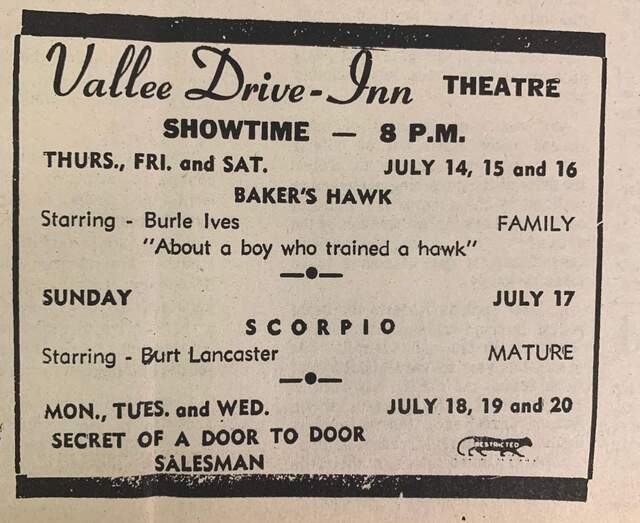 Vallee Drive-Inn THEATRE
SHOWTIME — 8 P.M.
THURS., FRI. and SAT. JULY 14, 15 and 16
BAKER'S HAWK
Starring - Burle Ives FAMILY
"About a boy who trained a hawk"
SUNDAY JULY 17
SCORPIO
Starring - Burt Lancaster MATURE
MON., TUES. and WED. JULY 18, 19 and 20
SECRET OF A DOOR TO DOOR
SALESMAN
RESTRICTED